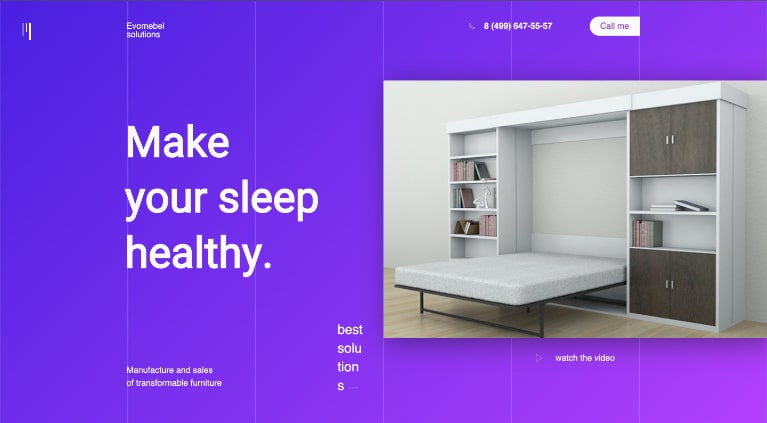 Evomebel
solutions
8 (499) 647-55-57
Call me
Make
your sleep
healthy.
best
solu
tion
s
Manufacture and sales
of transformable furniture
watch the video